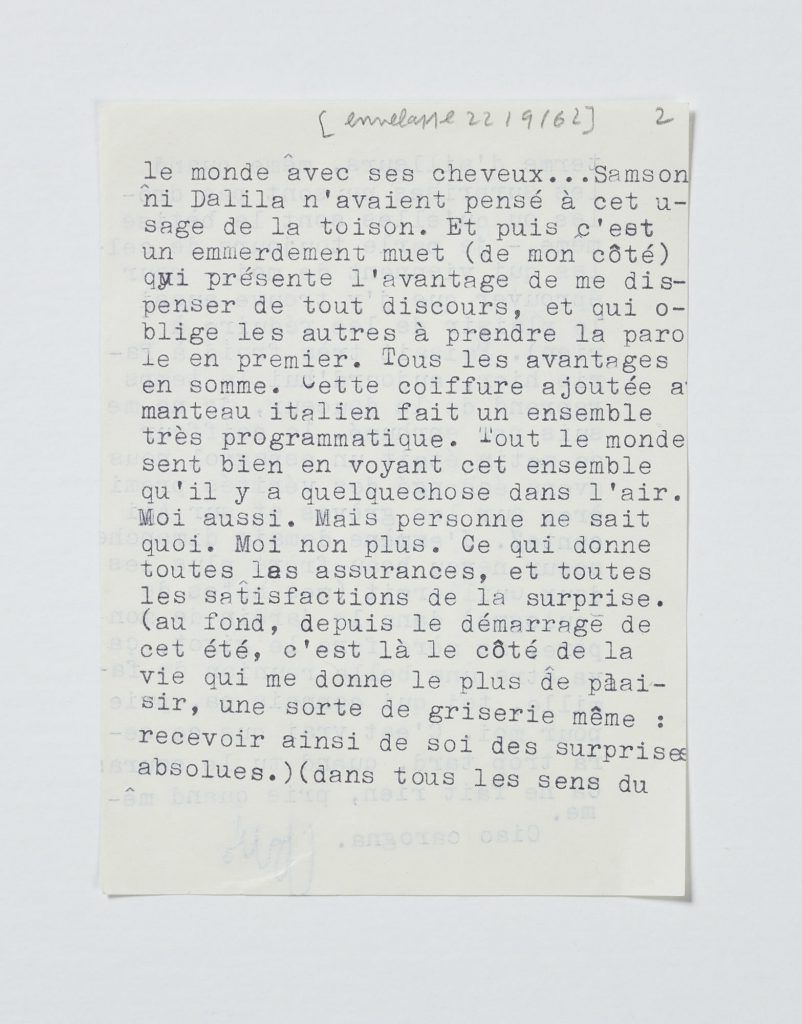 [enveloppe 22/9/62] 2
le monde avec ses cheveux...Samson
ni Dalila n'avaient pensé à cet u-
sage de la toison. Et puis c'est
un emmerdement muet (de mon côté)
qui présente l'avantage de me dis-
penser de tout discours, et qui o-
blige les autres à prendre la paro
le en premier. Tous les avantages
en somme. Cette coiffure ajoutée a
manteau italien fait un ensemble
très programmatique. Tout le monde
sent bien en voyant cet ensemble
qu'il y a quelquechose dans l'air.
Moi aussi. Mais personne ne sait
quoi. Moi non plus. Ce qui donne
toutes les assurances, et toutes
les satisfactions de la surprise.
(au fond, depuis le démarrage de
cet été, c'est là le côté de la
vie qui me donne le plus de plai-
sir, une sorte de griserie même :
recevoir ainsi de soi des surprises
absolues.)(dans tous les sens du